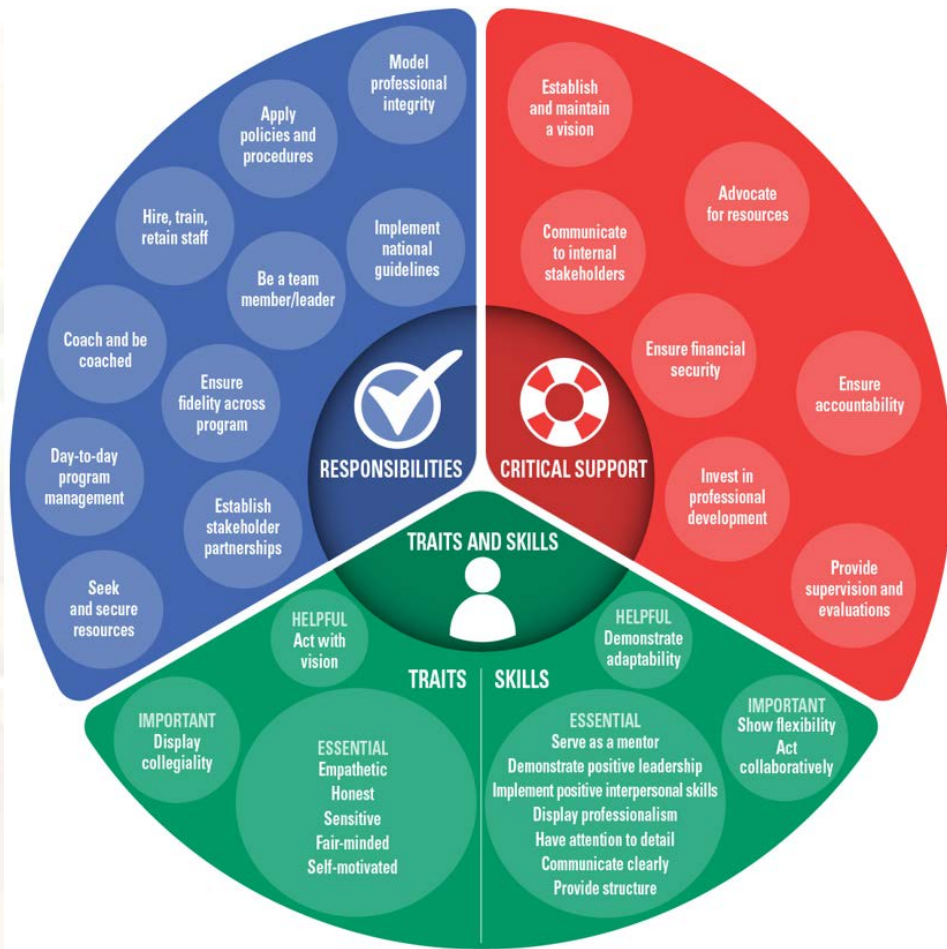 Model
professional
integrity
Apply
policies and
procedures
Hire, train,
retain staff
Implement
national
guidelines
Be a team
member/leader
Coach and be
coached
Ensure
fidelity across
program
Day-to-day
program
management
Establish
stakeholder
partnerships
Seek
and secure
resources
RESPONSIBILITIES
Establish
and maintain
a vision
Advocate
for resources
Communicate
to internal
stakeholders
Ensure financial
security
Ensure
accountability
Invest in
professional
development
Provide
supervision and
evaluations
CRITICAL SUPPORT
TRAITS AND SKILLS
HELPFUL
Act with
vision
TRAITS
IMPORTANT
Display
collegiality
ESSENTIAL
Empathetic
Honest
Sensitive
Fair-minded
Self-motivated
HELPFUL
Demonstrate
adaptability
SKILLS
ESSENTIAL
Serve as a mentor
Demonstrate positive leadership
Implement positive interpersonal skills
Display professionalism
Have attention to detail
Communicate clearly
Provide structure
IMPORTANT
Show flexibility
Act
collaboratively